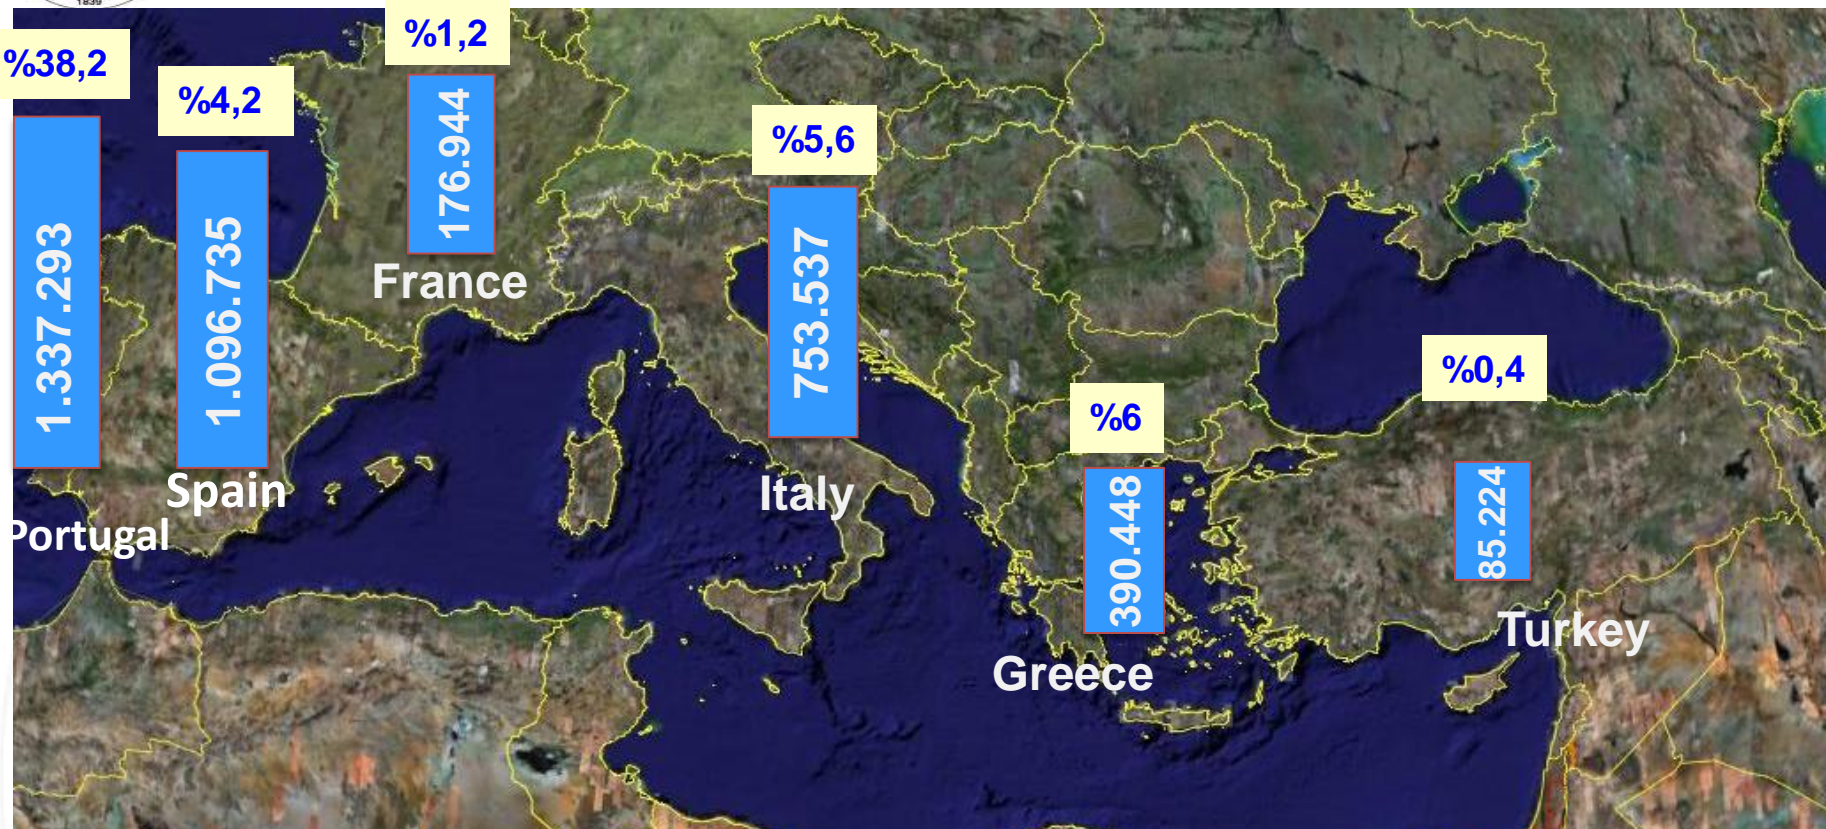 1839
%38,2
%4,2
%1,2
%5,6
%6
%0,4
1.337.293
1.096.735
176.944
753.537
390.448
85.224
Portugal
Spain
France
Italy
Greece
Turkey